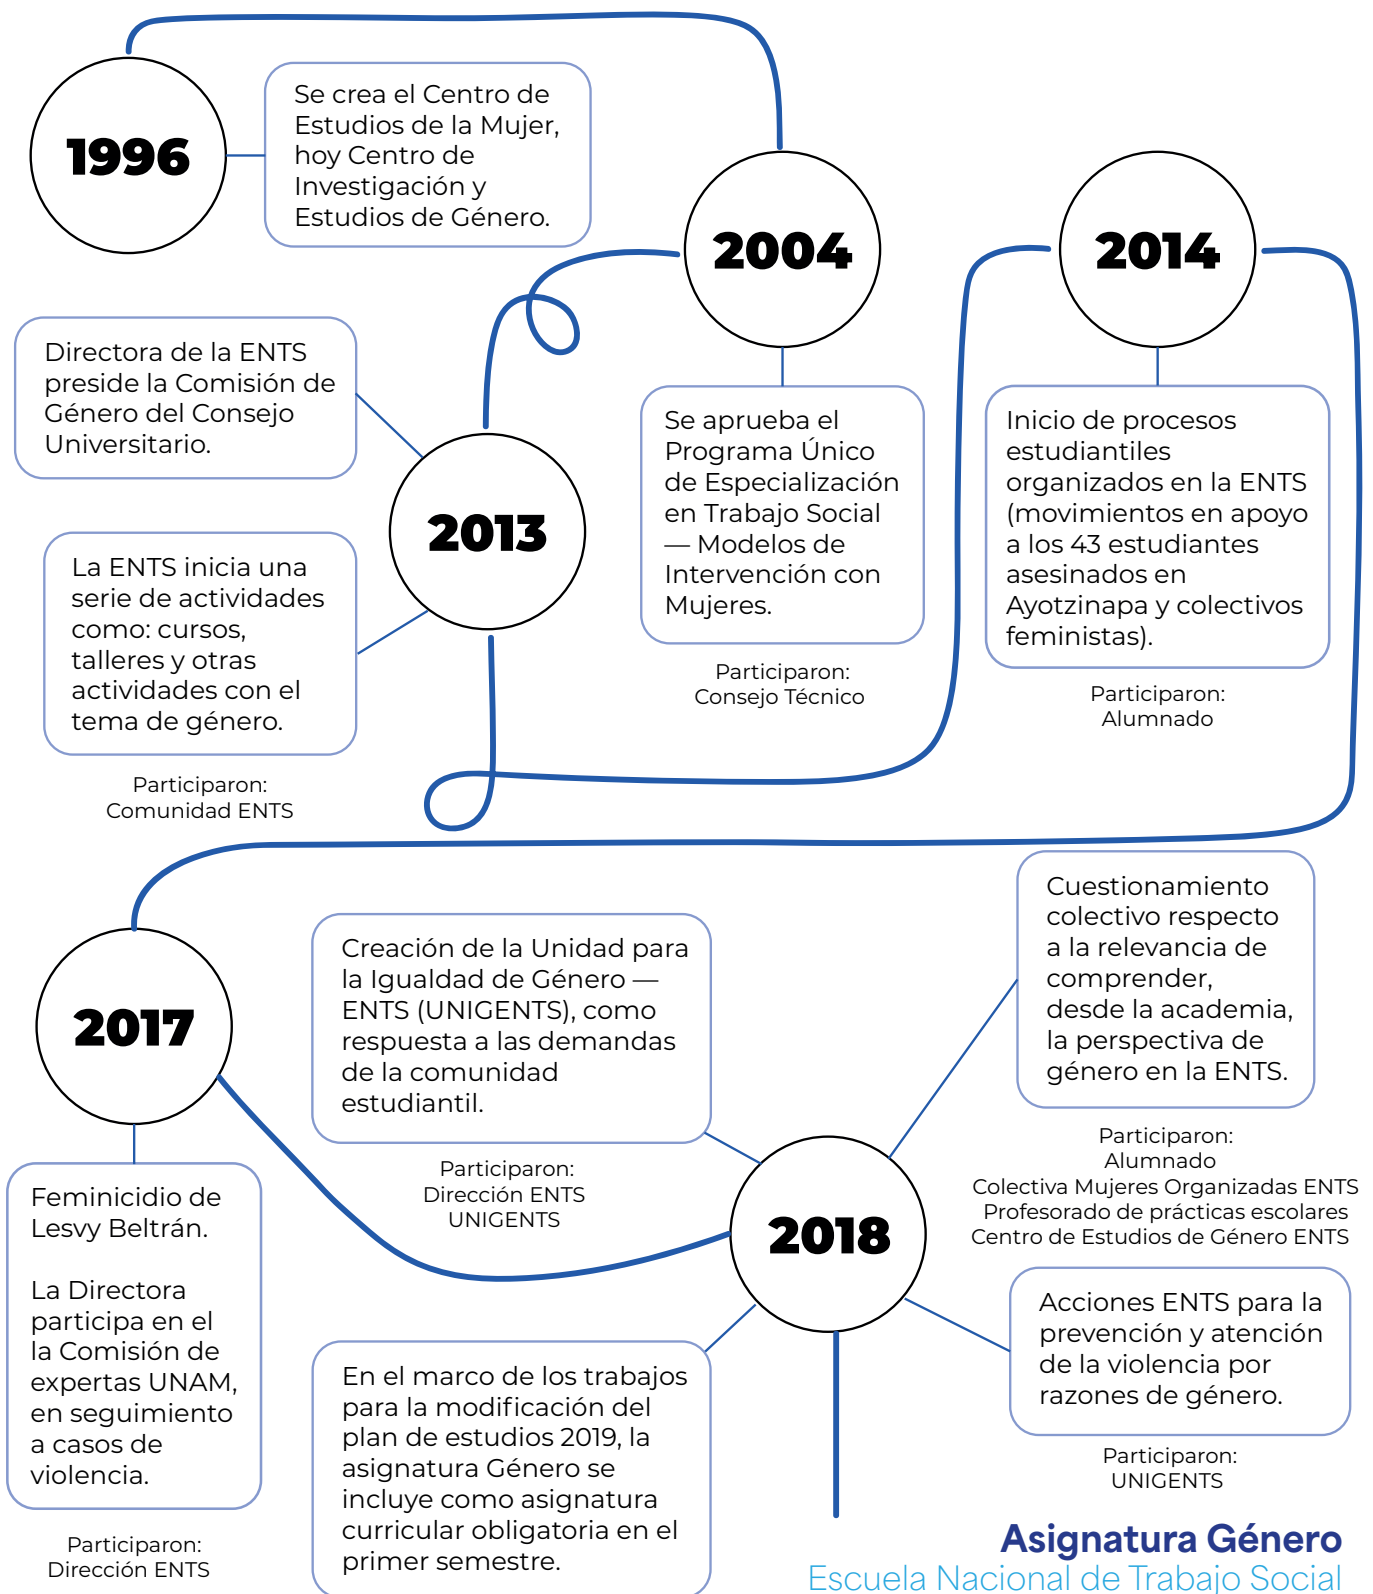 1996
Se crea el Centro de
Estudios de la Mujer,
hoy Centro de
Investigación y
Estudios de Género.
2004
Se aprueba el
Programa Único
de Especialización
en Trabajo Social
— Modelos de
Intervención con
Mujeres.
Participaron:
Consejo Técnico
2013
Directora de la ENTS
preside la Comisión de
Género del Consejo
Universitario.
La ENTS inicia una
serie de actividades
como: cursos,
talleres y otras
actividades con el
tema de género.
Participaron:
Comunidad ENTS
2014
Inicio de procesos
estudiantiles
organizados en la ENTS
(movimientos en apoyo
a los 43 estudiantes
asesinados en
Ayotzinapa y colectivos
feministas).
Participaron:
Alumnado
2017
Feminicidio de
Lesvy Beltrán.
La Directora
participa en el
la Comisión de
expertas UNAM,
en seguimiento
a casos de
violencia.
Participaron:
Dirección ENTS
2018
Creación de la Unidad para
la Igualdad de Género —
ENTS (UNIGENTS), como
respuesta a las demandas
de la comunidad
estudiantil.
Participaron:
Dirección ENTS
UNIGENTS
Cuestionamiento
colectivo respecto
a la relevancia de
comprender,
desde la academia,
la perspectiva de
género en la ENTS.
Participaron:
Alumnado
Colectiva Mujeres Organizadas ENTS
Profesorado de prácticas escolares
Centro de Estudios de Género ENTS
Acciones ENTS para la
prevención y atención
de la violencia por
razones de género.
Participaron:
UNIGENTS
En el marco de los trabajos
para la modificación del
plan de estudios 2019, la
asignatura Género se
incluye como asignatura
curricular obligatoria en el
primer semestre.
Asignatura Género
Escuela Nacional de Trabajo Social